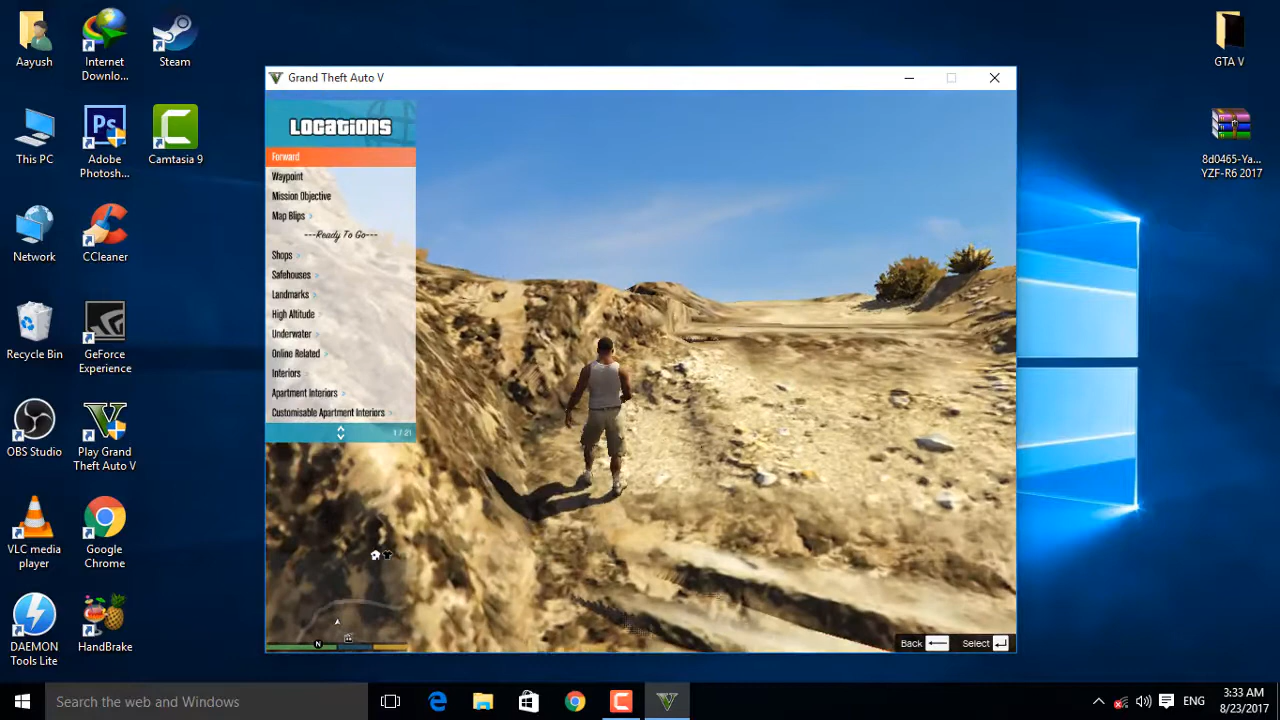 Aayush
Internet
Downlo...
Steam
This PC
Ps
Adobe
Photosh...
Camtasia 9
Network
CCleaner
Recycle Bin
GeForce
Experience
OBS Studio
Play Grand
Theft Auto V
VLC media
player
Google
Chrome
DAEMON
Tools Lite
HandBrake
Grand Theft Auto V
Locations
Forward
Waypoint
Mission Objective
Map Blips
---Ready To Go---
Shops
Safehouses
Landmarks
High Altitude
Underwater
Online Related
Interiors
Apartment Interiors
Customisable Apartment Interiors
1 / 21
N
Back
Select
GTA V
8d0465-Ya...
YZF-R6 2017
Search the web and Windows
ENG
3:33 AM
8/23/2017